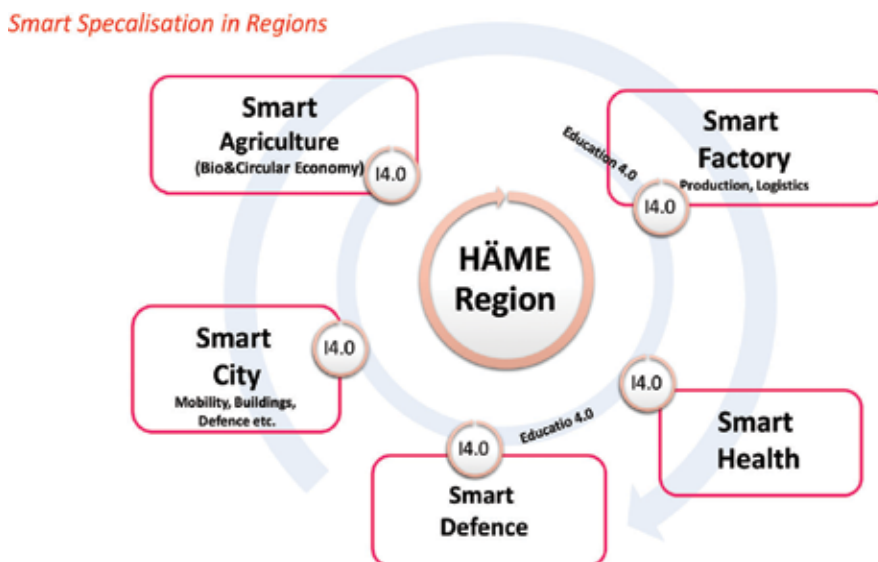 Smart Specalisation in Regions
Smart
Agriculture
(Bio&Circular Economy)
I4.0
Education 4.0
Smart
Factory
Production, Logistics
I4.0
HÄME
Region
Smart
City
Mobility, Buildings,
Defence etc.
I4.0
I4.0
Smart
Health
Educatio 4.0
I4.0
Smart
Defence